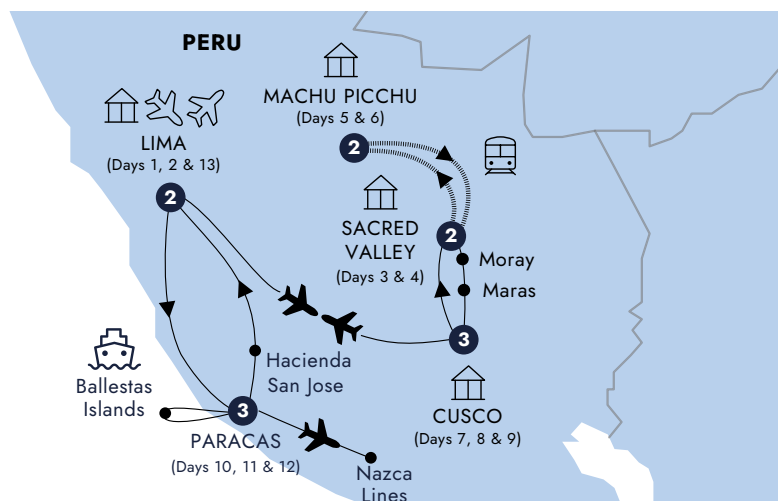 PERU
MACHU PICCHU
(Days 5 & 6)
2
LIMA
(Days 1, 2 & 13)
2
SACRED
VALLEY
(Days 3 & 4)
2
Moray
Maras
3
CUSCO
(Days 7, 8 & 9)
Hacienda
San Jose
Ballestas
Islands
3
PARACAS
(Days 10, 11 & 12)
Nazca
Lines